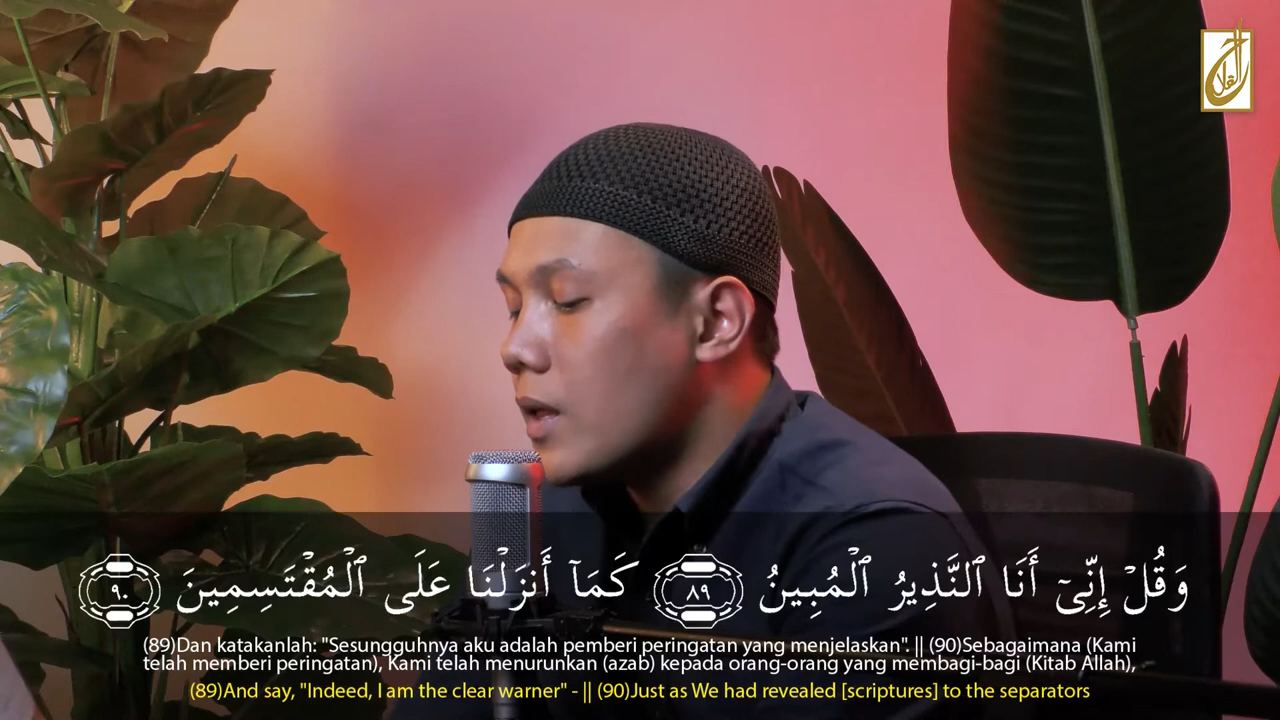 القلاح
وَقُلْ إِنِّىٓ أَنَا ٱلنَّذِيرُ ٱلْمُبِينُ ٨٩ كَمَآ أَنزَلْنَا عَلَى ٱلْمُقْتَسِمِينَ ٩٠
(89)Dan katakanlah: "Sesungguhnya aku adalah pemberi peringatan yang menjelaskan". || (90)Sebagaimana (Kami
telah memberi peringatan), Kami telah menurunkan (azab) kepada orang-orang yang membagi-bagi (Kitab Allah),
(89)And say, "Indeed, I am the clear warner" - || (90)Just as We had revealed [scriptures] to the separators